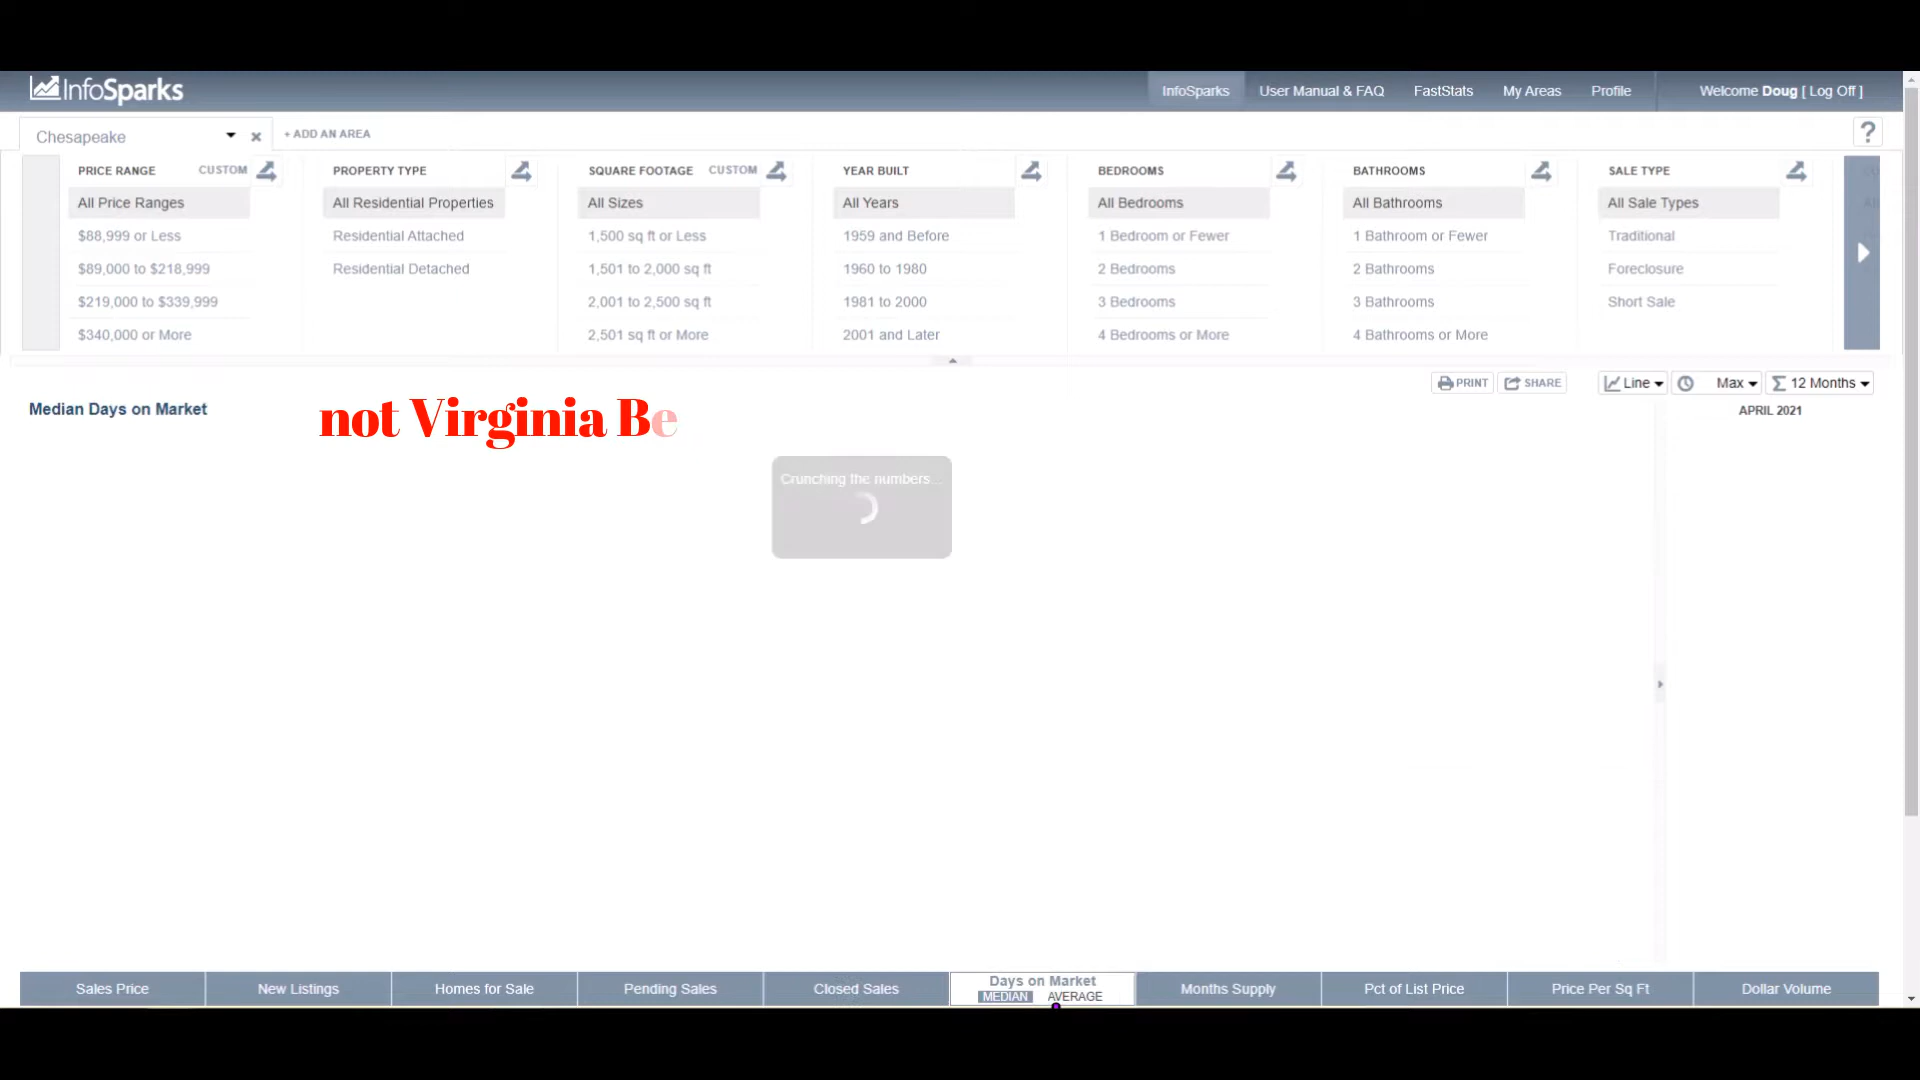 InfoSparks
InfoSparks User Manual & FAQ FastStats My Areas Profile Welcome Doug [ Log Off ]
Chesapeake + ADD AN AREA ?
PRICE RANGE CUSTOM
All Price Ranges
$88,999 or Less
$89,000 to $218,999
$219,000 to $339,999
$340,000 or More
PROPERTY TYPE
All Residential Properties
Residential Attached
Residential Detached
SQUARE FOOTAGE CUSTOM
All Sizes
1,500 sq ft or Less
1,501 to 2,000 sq ft
2,001 to 2,500 sq ft
2,501 sq ft or More
YEAR BUILT
All Years
1959 and Before
1960 to 1980
1981 to 2000
2001 and Later
BEDROOMS
All Bedrooms
1 Bedroom or Fewer
2 Bedrooms
3 Bedrooms
4 Bedrooms or More
BATHROOMS
All Bathrooms
1 Bathroom or Fewer
2 Bathrooms
3 Bathrooms
4 Bathrooms or More
SALE TYPE
All Sale Types
Traditional
Foreclosure
Short Sale
PRINT SHARE Line Max 12 Months
Median Days on Market
APRIL 2021
not Virginia Be
Crunching the numbers...
Sales Price New Listings Homes for Sale Pending Sales Closed Sales
Days on Market
MEDIAN AVERAGE
Months Supply Pct of List Price Price Per Sq Ft Dollar Volume